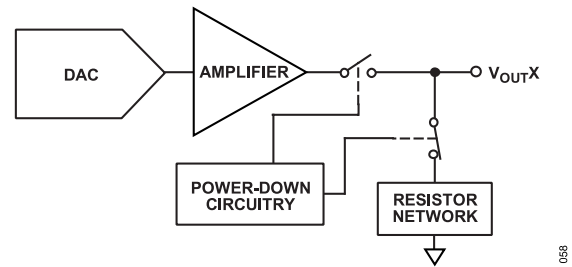 DAC
AMPLIFIER
VOUTX
POWER-DOWN
CIRCUITRY
RESISTOR
NETWORK
058